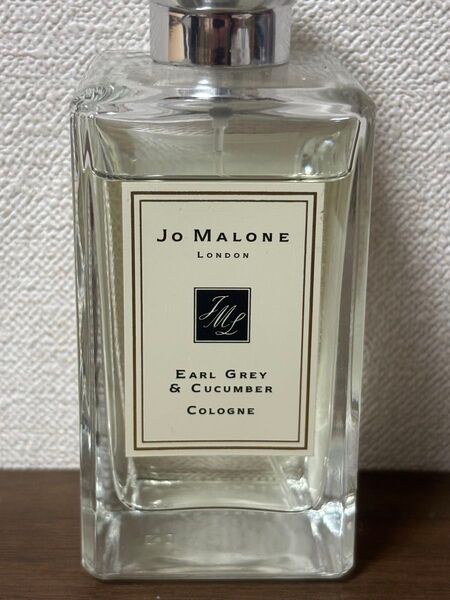 JO MALONE
LONDON
JML
EARL GREY
& CUCUMBER
COLOGNE